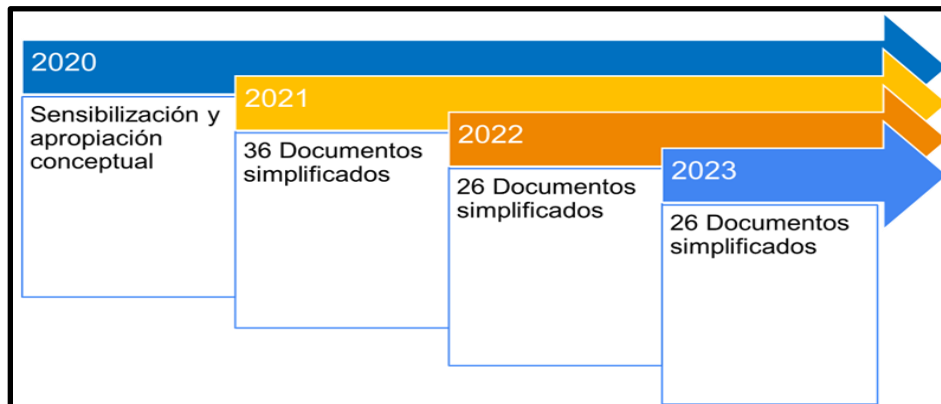 2020
Sensibilización y
apropiación
conceptual
2021
36 Documentos
simplificados
2022
26 Documentos
simplificados
2023
26 Documentos
simplificados